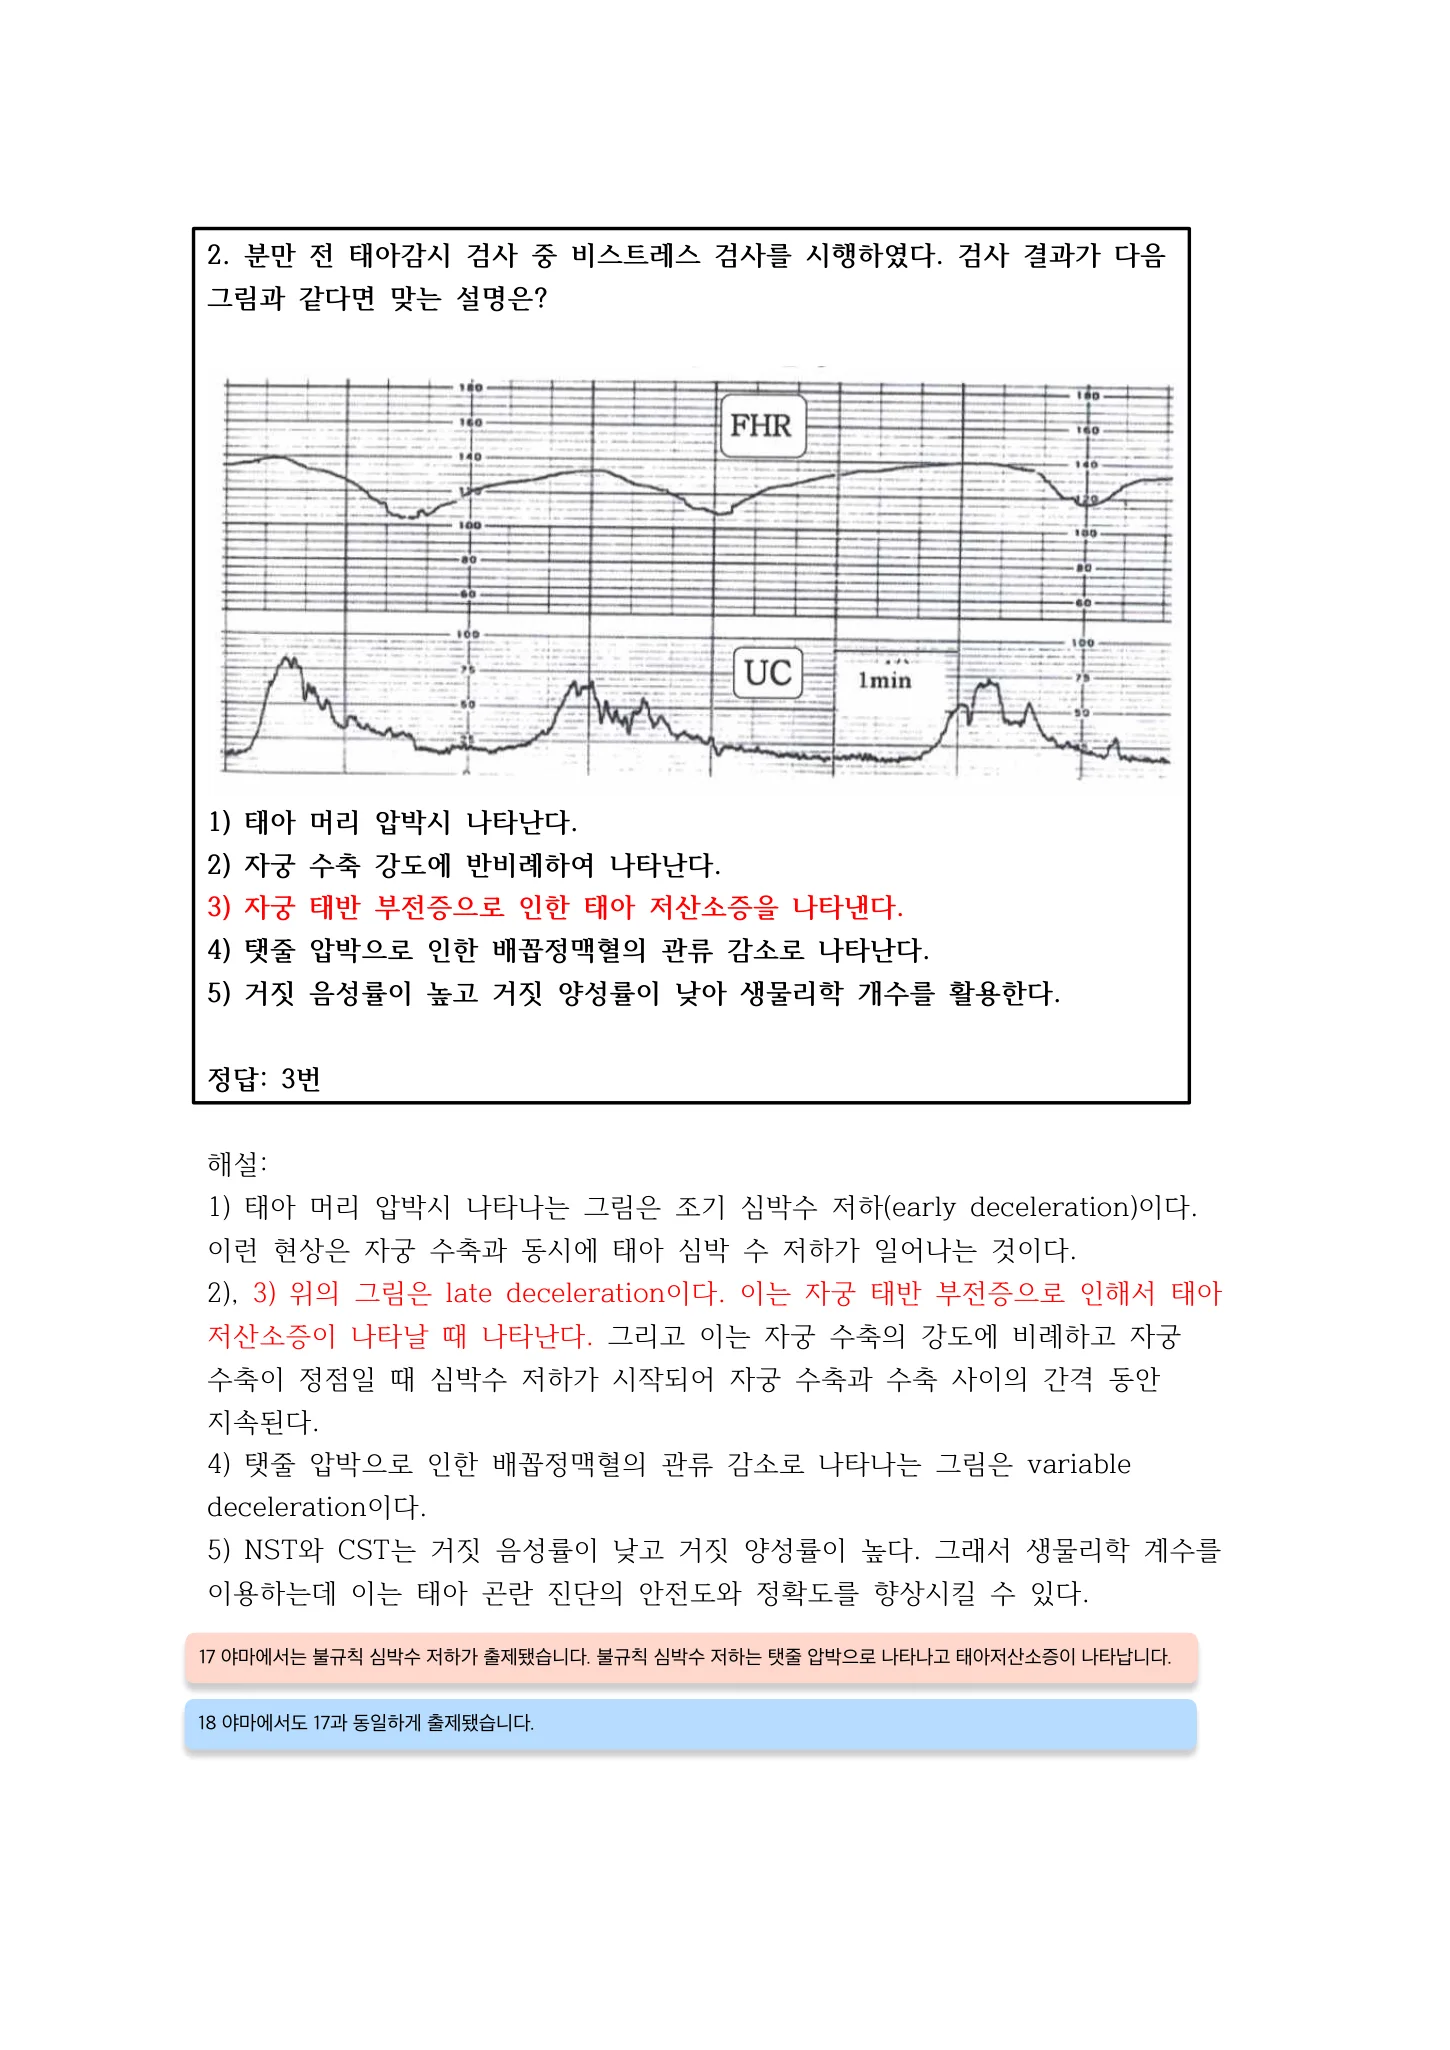 2. 분만 전 태아감시 검사 중 비스트레스 검사를 시행하였다. 검사 결과가 다음
그림과 같다면 맞는 설명은?
180
180
160
160
FHR
140
140
120
120
100
100
80
80
60
60
100
100
75
75
UC
1min
50
50
25
0
1) 태아 머리 압박시 나타난다.
2) 자궁 수축 강도에 반비례하여 나타난다.
3) 자궁 태반 부전증으로 인한 태아 저산소증을 나타낸다.
4) 탯줄 압박으로 인한 배꼽정맥혈의 관류 감소로 나타난다.
5) 거짓 음성률이 높고 거짓 양성률이 낮아 생물리학 개수를 활용한다.
정답: 3번
해설:
1) 태아 머리 압박시 나타나는 그림은 조기 심박수 저하(early deceleration)이다.
이런 현상은 자궁 수축과 동시에 태아 심박 수 저하가 일어나는 것이다.
2), 3) 위의 그림은 late deceleration이다. 이는 자궁 태반 부전증으로 인해서 태아
저산소증이 나타날 때 나타난다. 그리고 이는 자궁 수축의 강도에 비례하고 자궁
수축이 정점일 때 심박수 저하가 시작되어 자궁 수축과 수축 사이의 간격 동안
지속된다.
4) 탯줄 압박으로 인한 배꼽정맥혈의 관류 감소로 나타나는 그림은 variable
deceleration이다.
5) NST와 CST는 거짓 음성률이 낮고 거짓 양성률이 높다. 그래서 생물리학 계수를
이용하는데 이는 태아 곤란 진단의 안전도와 정확도를 향상시킬 수 있다.
17 야마에서는 불규칙 심박수 저하가 출제됐습니다. 불규칙 심박수 저하는 탯줄 압박으로 나타나고 태아저산소증이 나타납니다.
18 야마에서도 17과 동일하게 출제됐습니다.